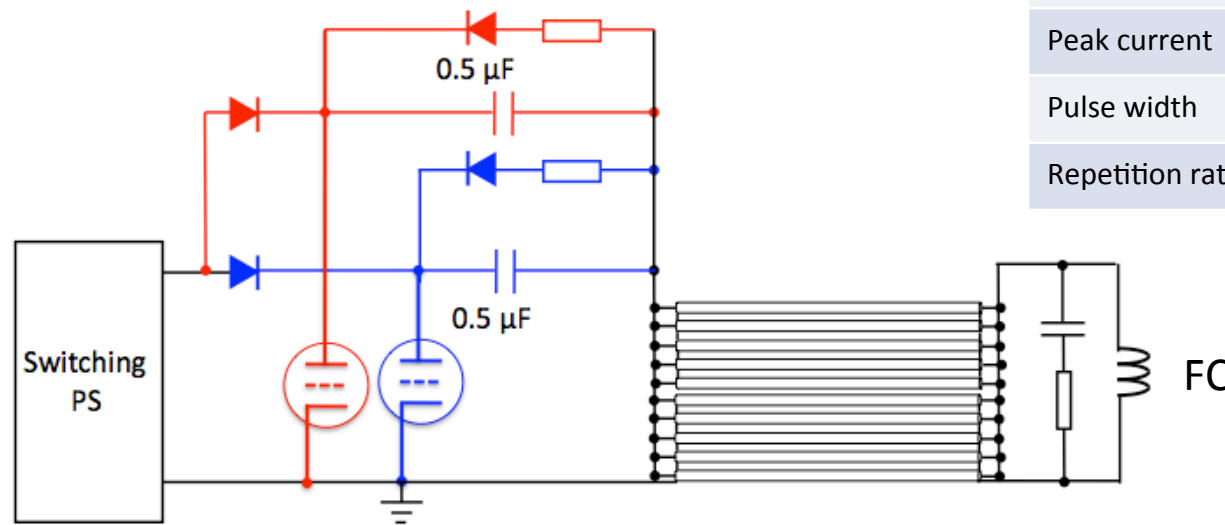 Peak current
0.5 µF
Pulse width
Repetition rat
0.5 µF
Switching
PS
FC